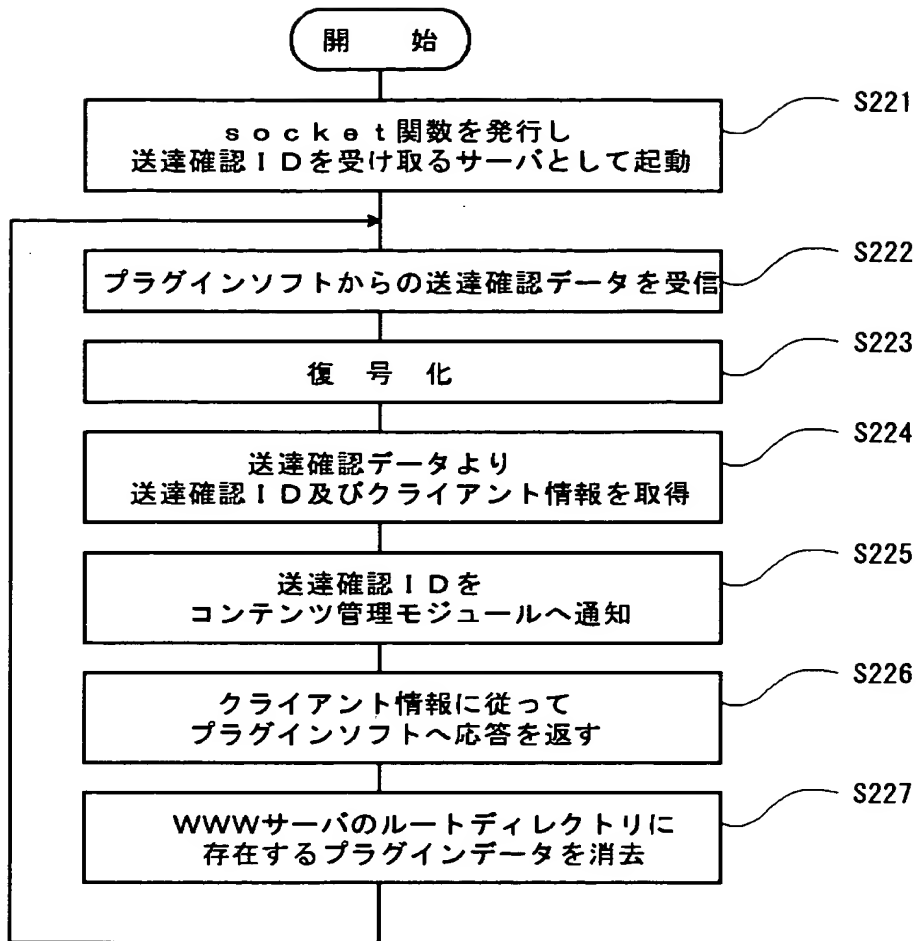 開 始
socket関数を発行し
送達確認IDを受け取るサーバとして起動
S221
プラグインソフトからの送達確認データを受信
S222
復 号 化
S223
送達確認データより
送達確認ID及びクライアント情報を取得
S224
送達確認IDを
コンテンツ管理モジュールへ通知
S225
クライアント情報に従って
プラグインソフトへ応答を返す
S226
WWWサーバのルートディレクトリに
存在するプラグインデータを消去
S227